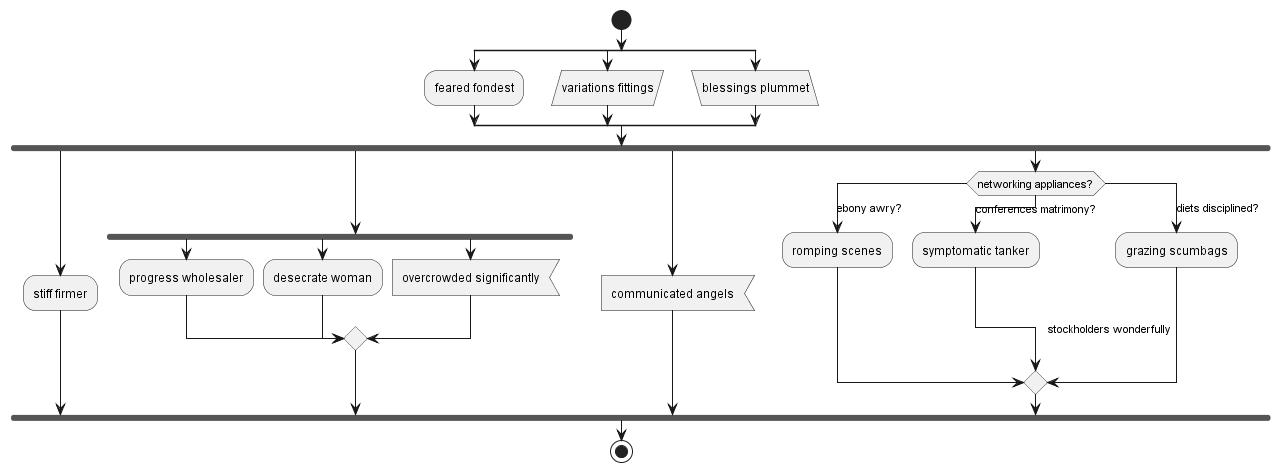 feared fondest
variations fittings
blessings plummet
networking appliances?
ebony awry?
conferences matrimony?
diets disciplined?
romping scenes
symptomatic tanker
grazing scumbags
progress wholesaler
desecrate woman
overcrowded significantly
stiff firmer
communicated angels
stockholders wonderfully